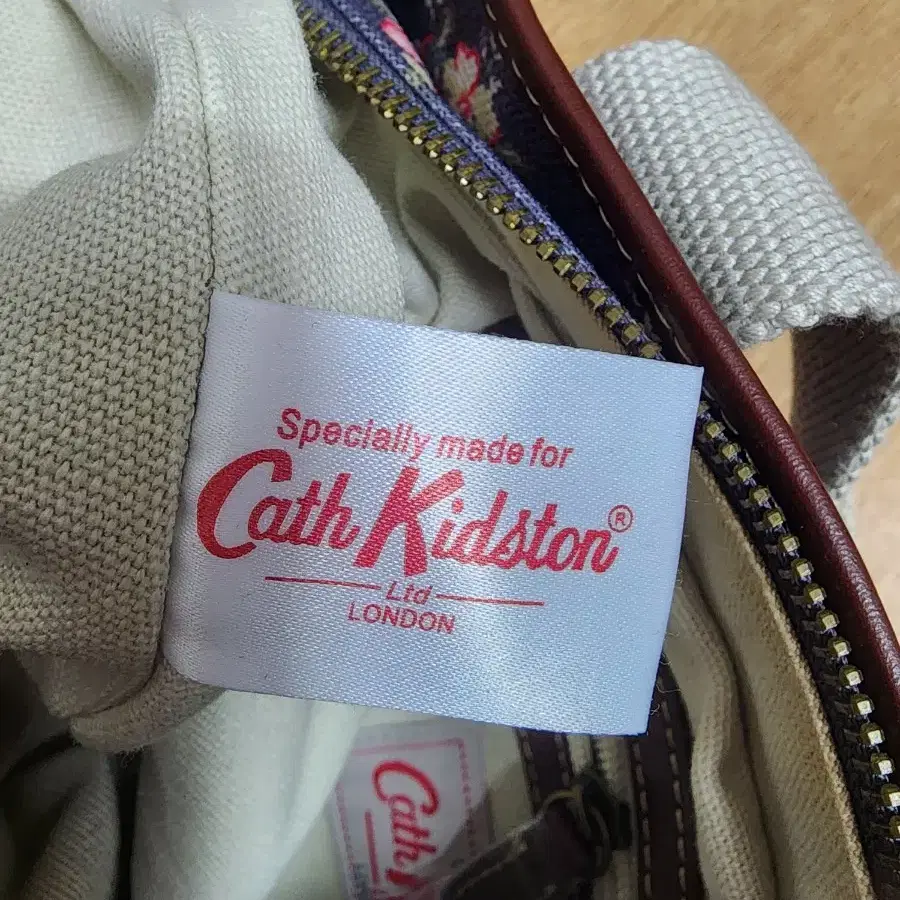 Specially made for
Cath Kidston®
Ltd
LONDON
Cath